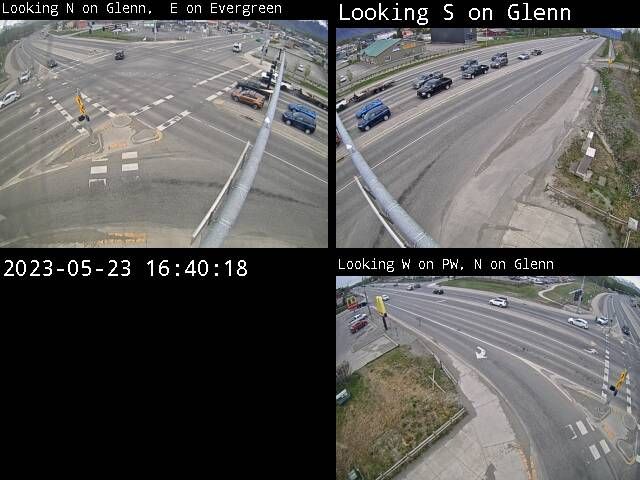 Looking N on Glenn,  E on Evergreen
Looking S on Glenn
2023-05-23 16:40:18
Looking W on PW, N on Glenn